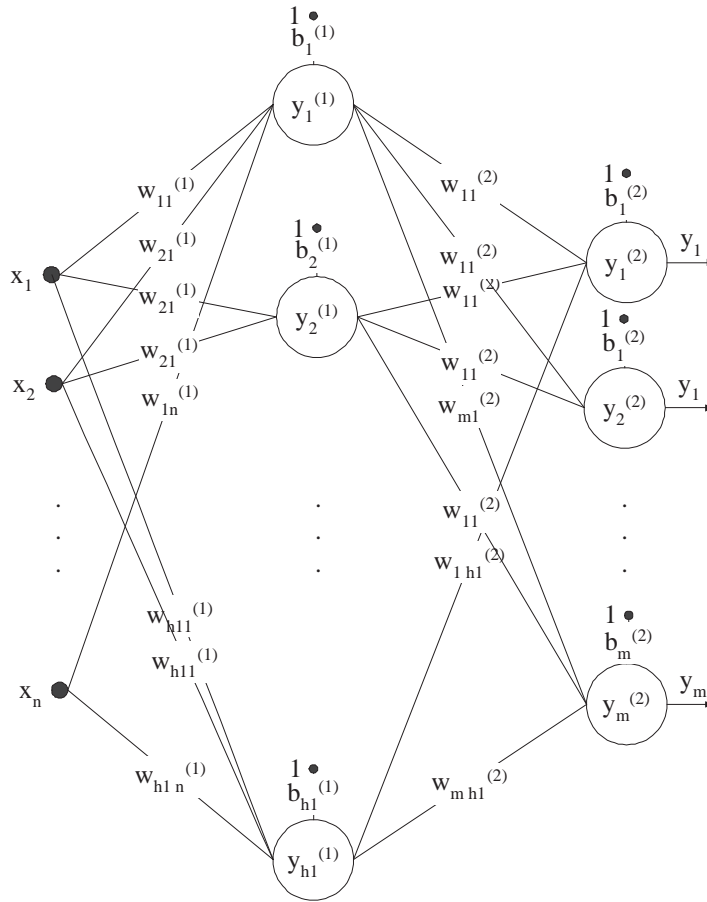 1
b₁⁽¹⁾
y₁⁽¹⁾
w₁₁⁽¹⁾
w₁₁⁽²⁾
1
b₁⁽²⁾
w₂₁⁽¹⁾
1
b₂⁽¹⁾
w₁₁⁽²⁾
y₁⁽²⁾
y₁
x₁
w₂₁⁽¹⁾
w₁₁⁽²⁾
y₂⁽¹⁾
1
b₁⁽²⁾
w₂₁⁽¹⁾
w₁₁⁽²⁾
x₂
w₁ₙ⁽¹⁾
wₘ₁⁽²⁾
y₂⁽²⁾
y₁
. . .
. . .
. . .
w₁₁⁽²⁾
w₁ ₕ₁⁽²⁾
wₕ₁₁⁽¹⁾
1
bₘ⁽²⁾
wₕ₁₁⁽¹⁾
xₙ
yₘ⁽²⁾
yₘ
wₕ₁ ₙ⁽¹⁾
1
bₕ₁⁽¹⁾
wₘ ₕ₁⁽²⁾
yₕ₁⁽¹⁾